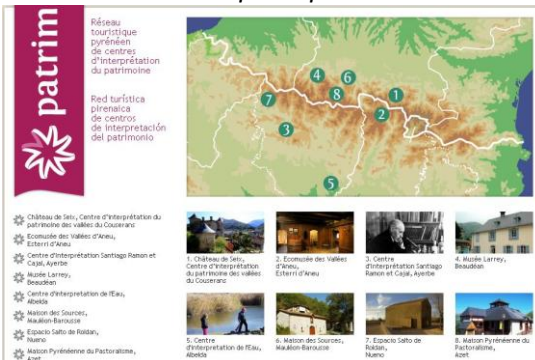 patrim
Réseau
touristique
pyrénéen
de centres
d'interprétation
du patrimoine
Red turística
pirenaica
de centros
de interpretación
del patrimonio
4
6
1
7
8
2
3
5
Château de Seix, Centre d'interprétation du
patrimoine des vallées du Couserans
Ecomusée des Vallées d'Aneu,
Esterri d'Aneu
Centre d'interprétation Santiago Ramon et
Cajal, Ayerbe
Musée Larrey,
Beaudéan
Centre d'interpretation de l'Eau,
Albelda
Maison des Sources,
Mauléon-Barousse
Espacio Salto de Roldan,
Nueno
Maison Pyrénéenne du Pastoralisme,
Azet
1. Château de Seix,
Centre d'interprétation
du patrimoine des vallées
du Couserans
2. Ecomusée des Vallées
d'Aneu,
Esterri d'Aneu
3. Centre
d'interprétation Santiago
Ramon et Cajal, Ayerbe
4. Musée Larrey,
Beaudéan
5. Centre
d'interprétation de l'Eau,
Albelda
6. Maison des Sources,
Mauléon-Barousse
7. Espacio Salto de
Roldan,
Nueno
8. Maison Pyrénéenne du
Pastoralisme,
Azet